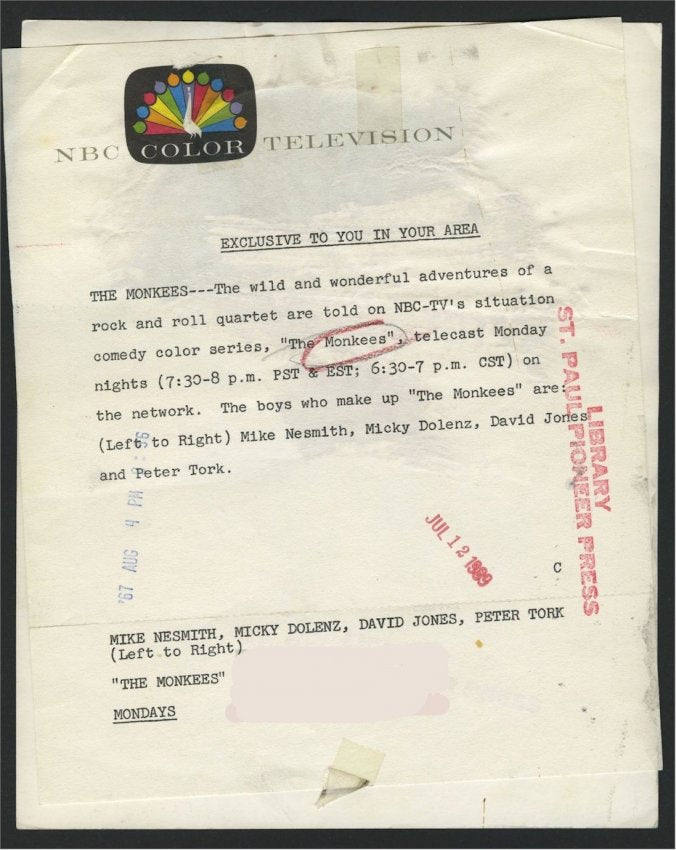 NBC COLOR TELEVISION
EXCLUSIVE TO YOU IN YOUR AREA
THE MONKEES---The wild and wonderful adventures of a
rock and roll quartet are told on NBC-TV's situation
comedy color series, "The Monkees", telecast Monday
nights (7:30-8 p.m. PST & EST; 6:30-7 p.m. CST) on
the network. The boys who make up "The Monkees" are:
(Left to Right) Mike Nesmith, Micky Dolenz, David Jones
and Peter Tork.
LIBRARY
ST. PAUL PIONEER PRESS
'67 AUG 4 PM
JUL 12 1989
C
MIKE NESMITH, MICKY DOLENZ, DAVID JONES, PETER TORK
(Left to Right)
"THE MONKEES"
MONDAYS